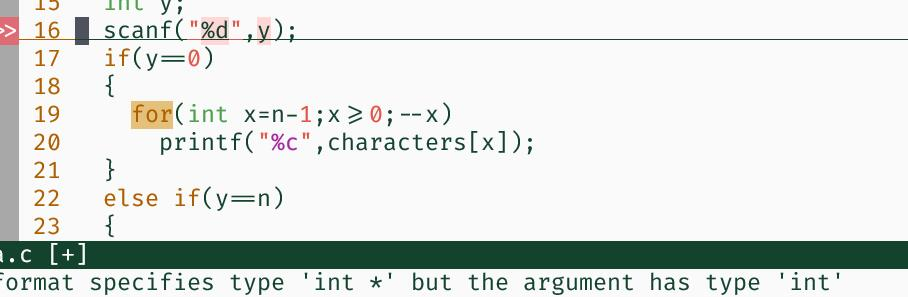 15 int y;
>> 16 scanf("%d",y);
17 if(y==0)
18 {
19 for(int x=n-1;x>=0;--x)
20 printf("%c",characters[x]);
21 }
22 else if(y==n)
23 {
a.c [+]
format specifies type 'int *' but the argument has type 'int'